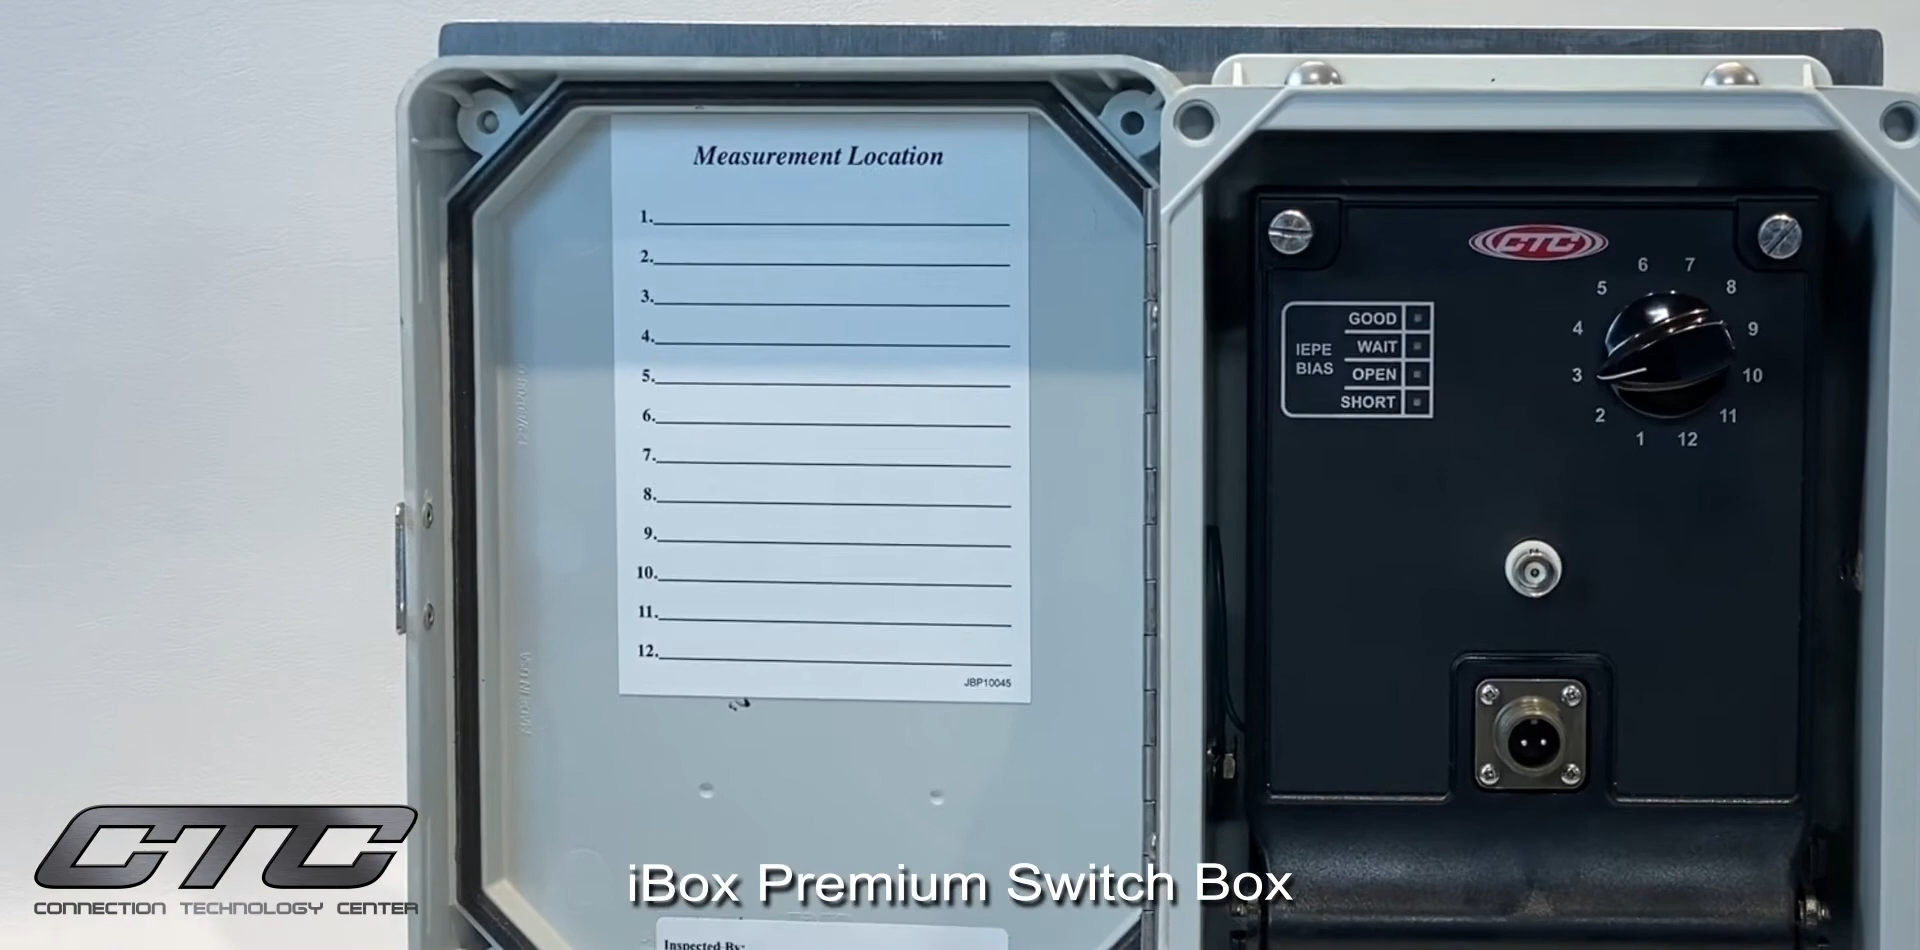 Measurement Location
1.
2.
3.
4.
5.
6.
7.
8.
9.
10.
11.
12.
JBP10045
Inspected By:
CTC
6 7
5 8
4 9
3 10
2 11
1 12
IEPE BIAS
GOOD
WAIT
OPEN
SHORT
CTC
CONNECTION TECHNOLOGY CENTER
iBox Premium Switch Box